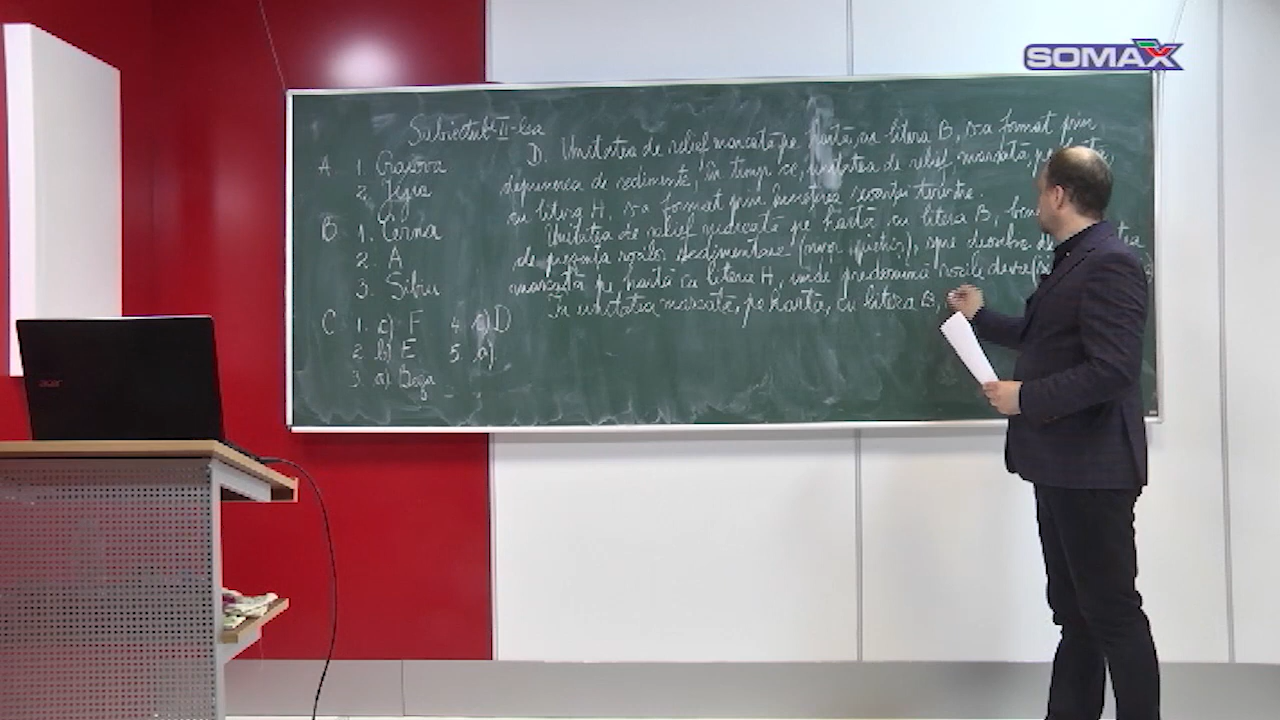 SOMAX
Subiectul II-lea
A 1. Craiova
2. Jijia
B 1. Cerna
2. A
3. Sibiu
C 1. c) F 4. c) D
2. b) E 5. a)
3. a) Bega
D. Unitatea de relief marcată pe hartă, cu litera B, s-a format prin
depunerea de sedimente, în timp ce, unitatea de relief, marcată pe hartă,
cu litera H, s-a format prin încrețirea scoarței terestre.
Unitatea de relief marcată pe hartă, cu litera B,
de prezența rocilor sedimentare (nisip, pietriș), spre deosebire de
marcată pe hartă cu litera H, unde predomină rocile
În unitatea marcată, pe hartă, cu litera B,
acer